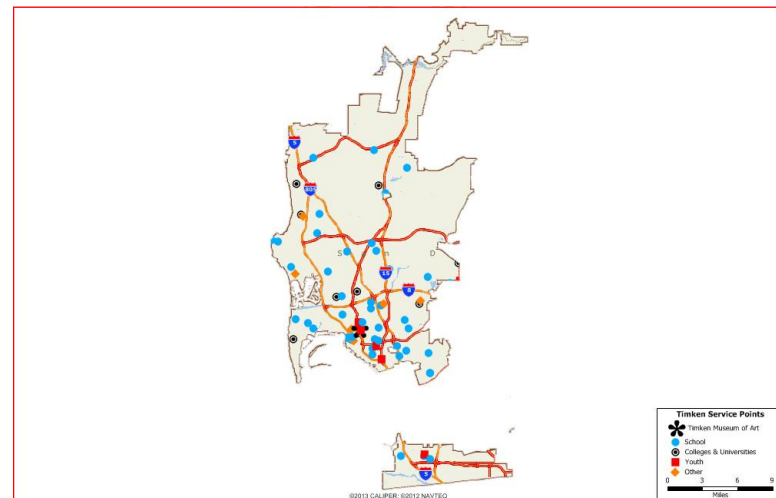 5
805
S n D
15
8
5
Timken Service Points
Timken Museum of Art
School
Colleges & Universities
Youth
Other
0 3 6 9
Miles
©2013 CALIPER; ©2012 NAVTEQ